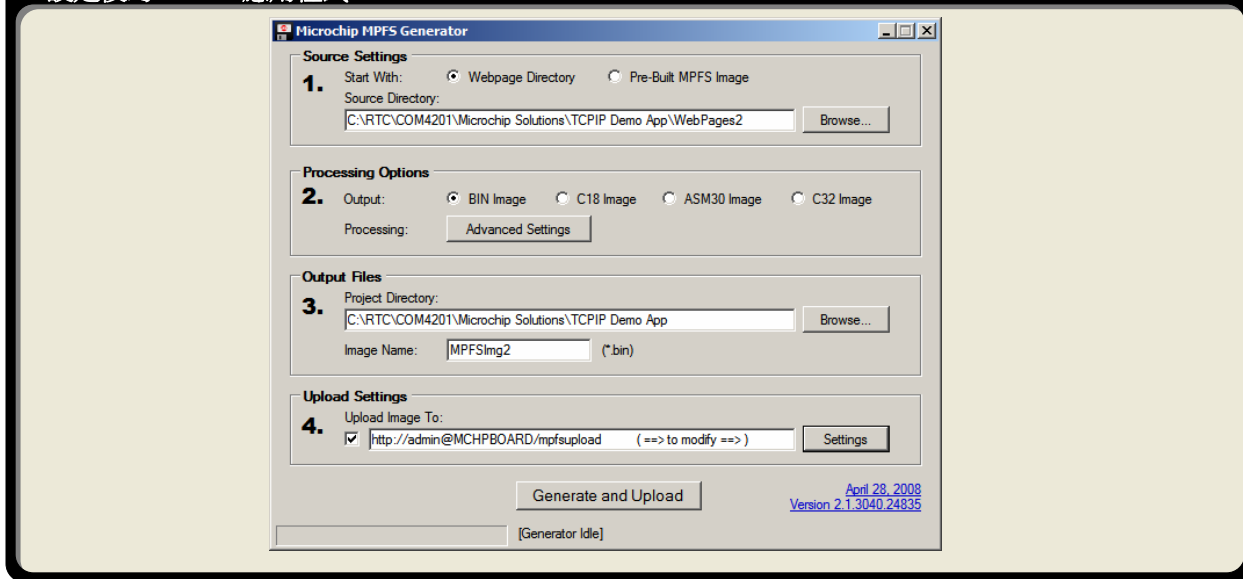 Microchip MPFS Generator
Source Settings
1.
Start With: Webpage Directory Pre-Built MPFS Image
Source Directory:
C:\RTC\COM4201\Microchip Solutions\TCPIP Demo App\WebPages2 Browse...
Processing Options
2. Output: BIN Image C18 Image ASM30 Image C32 Image
Processing: Advanced Settings
Output Files
3.
Project Directory:
C:\RTC\COM4201\Microchip Solutions\TCPIP Demo App Browse...
Image Name: MPFSImg2 (*.bin)
Upload Settings
4.
Upload Image To:
http://admin@MCHPBOARD/mpfsupload ( ==> to modify ==> ) Settings
Generate and Upload
April 28, 2008
Version 2.1.3040.24835
[Generator Idle]